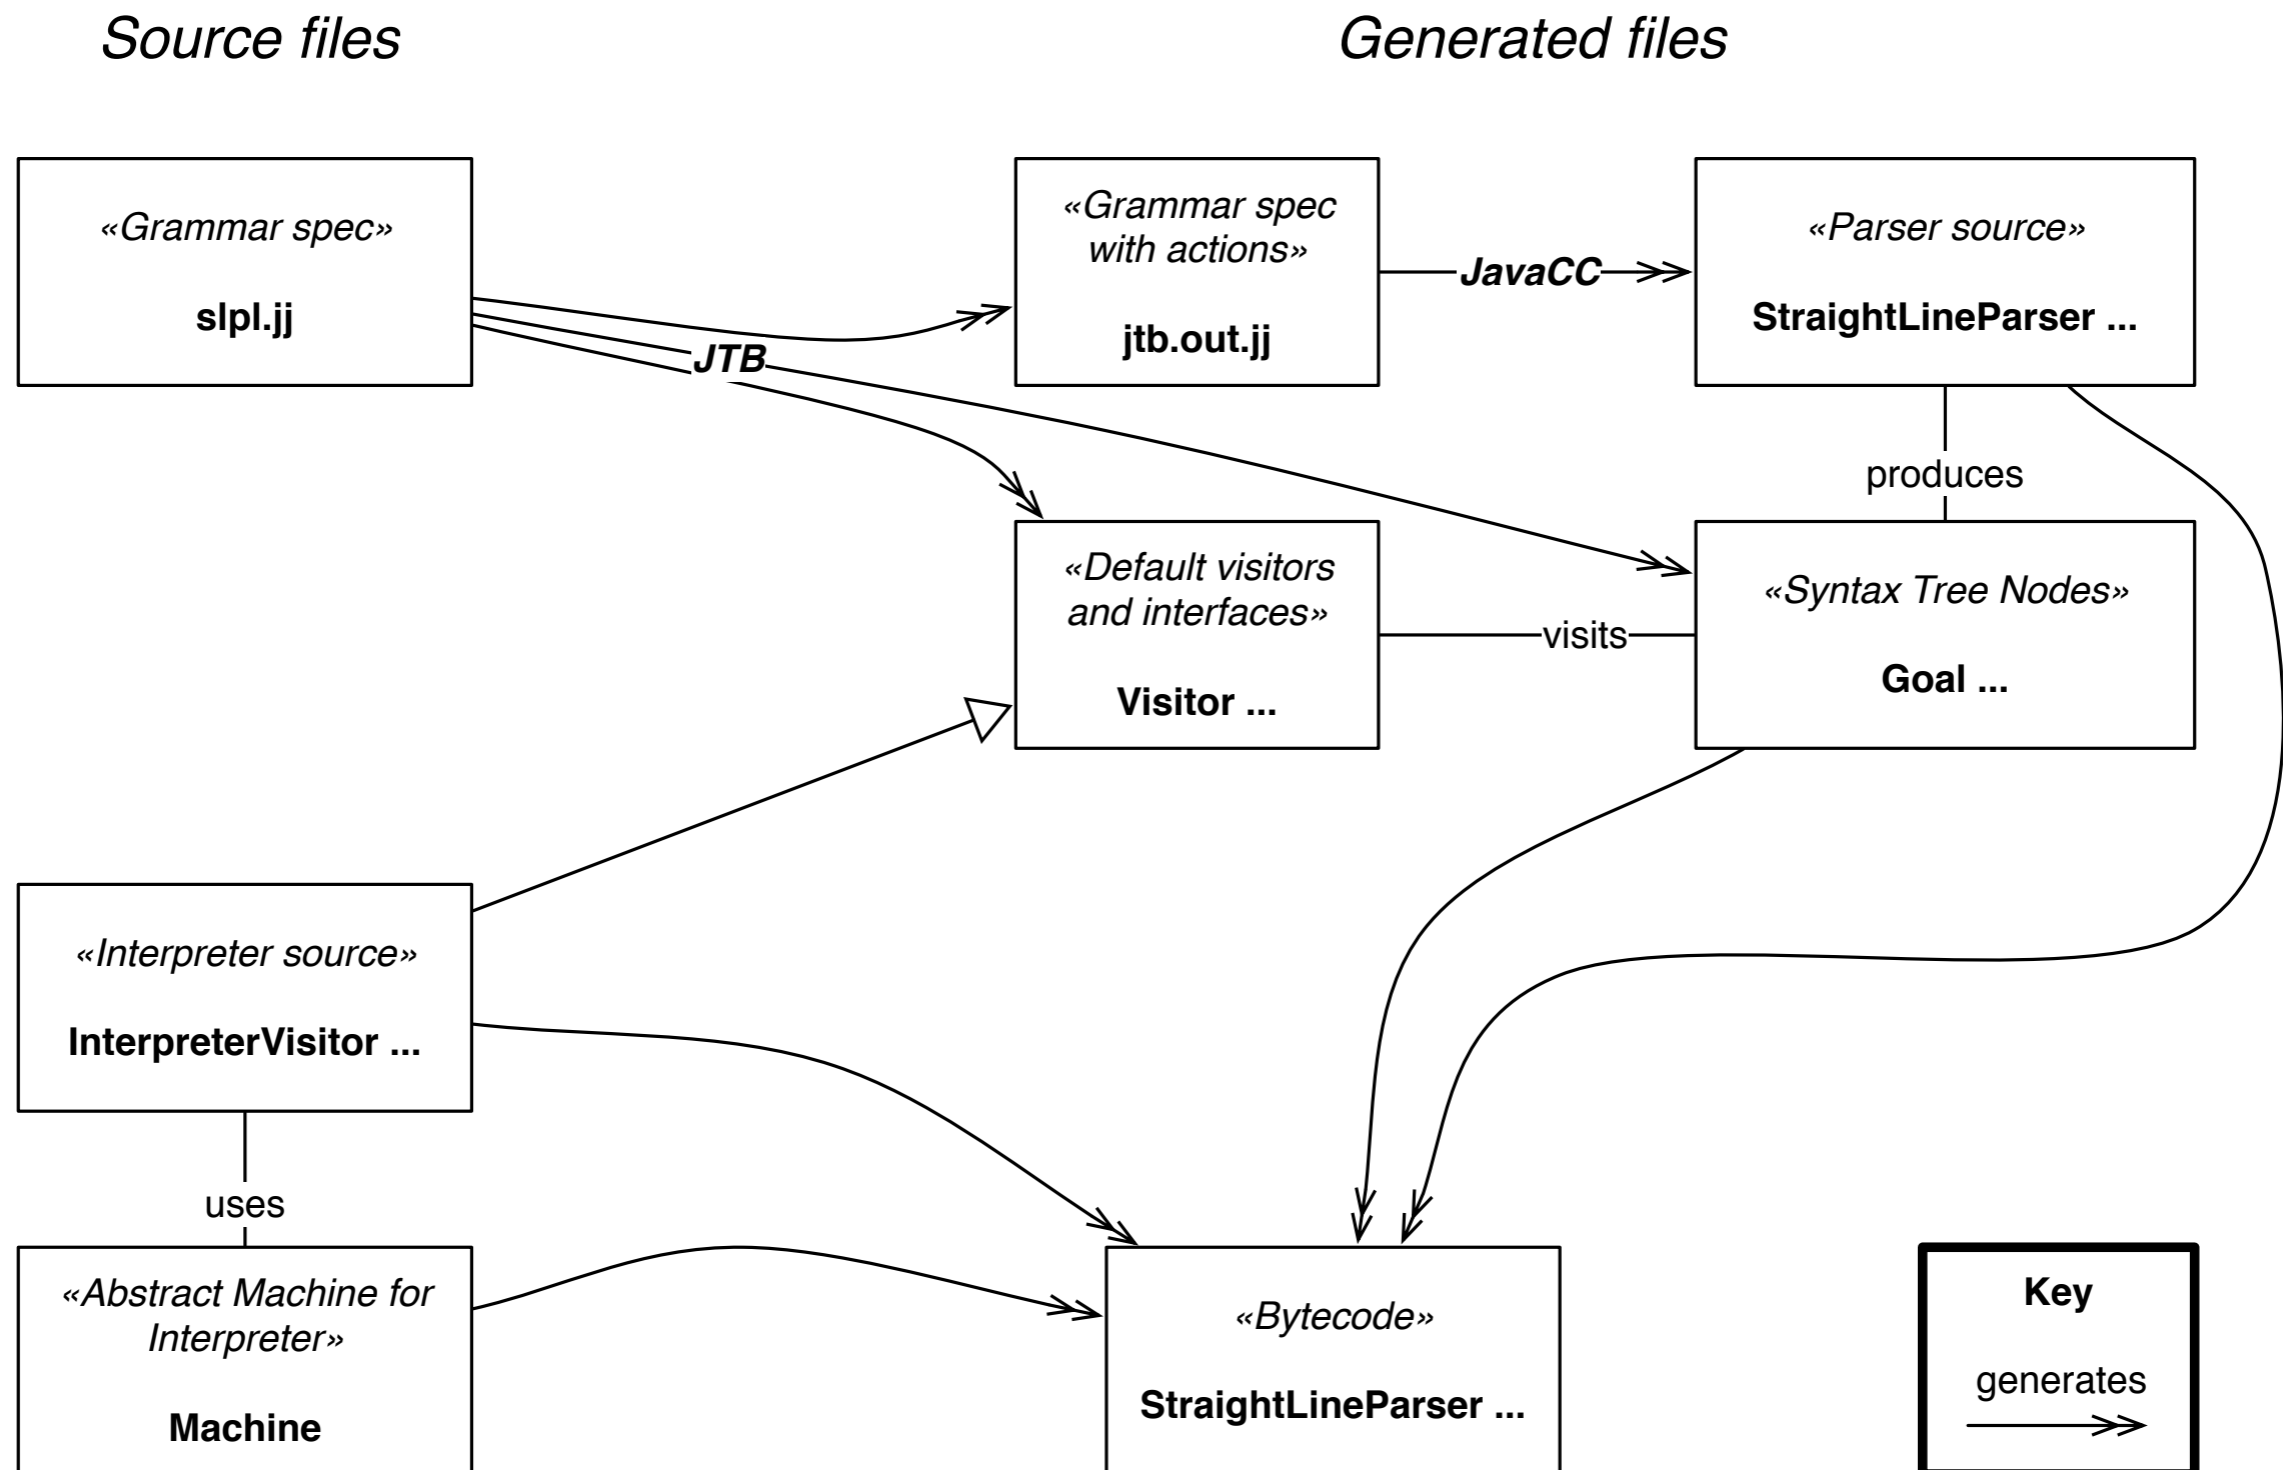 Source files
Generated files
«Grammar spec»
slpl.jj
«Grammar spec
with actions»
jtb.out.jj
JavaCC
«Parser source»
StraightLineParser ...
JTB
produces
«Default visitors
and interfaces»
Visitor ...
visits
«Syntax Tree Nodes»
Goal ...
«Interpreter source»
InterpreterVisitor ...
uses
«Abstract Machine for
Interpreter»
Machine
«Bytecode»
StraightLineParser ...
Key
generates